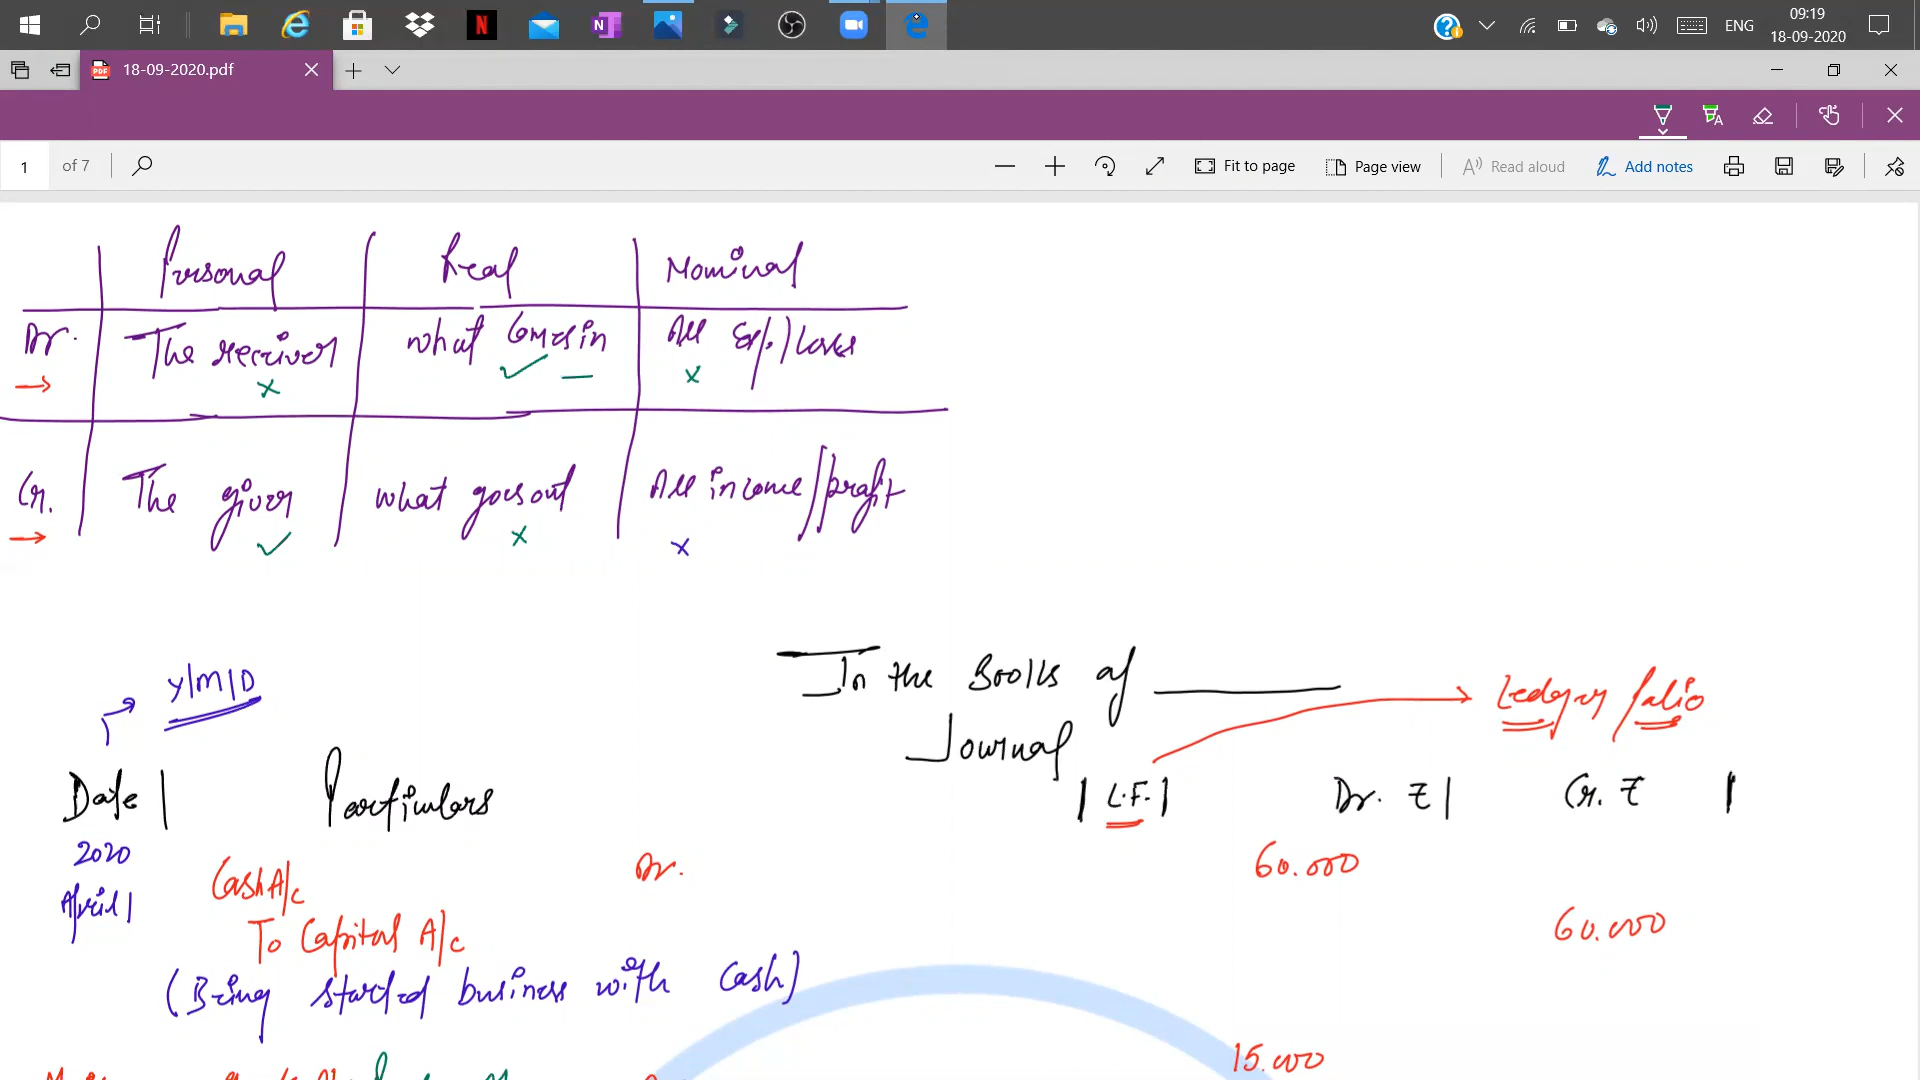 09:19
ENG
18-09-2020
18-09-2020.pdf
1 of 7
Fit to page
Page view
Read aloud
Add notes
Personal Real Nominal
Dr. The receiver what comes in All Exp./Loss
Cr. The giver what goes out All income/profit
Y/M/D
In the Books of
Ledger folio
Journal
Date Particulars L.F. Dr. ₹ Cr. ₹
2020
April 1 Cash A/c Dr. 60.000
To Capital A/c 60.000
(Being started business with cash)
15.000